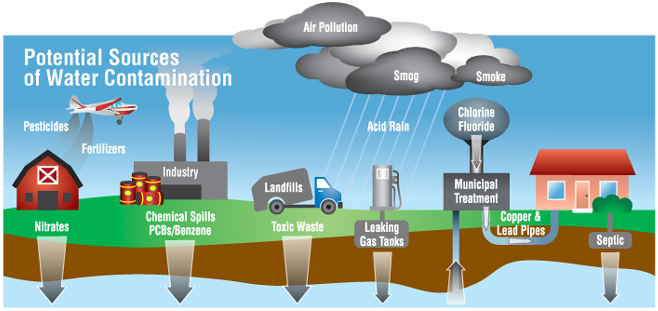 Potential Sources
of Water Contamination
Air Pollution
Smog
Smoke
Pesticides
Fertilizers
Acid Rain
Chlorine
Fluoride
Industry
Landfills
Municipal
Treatment
Nitrates
Chemical Spills
PCBs/Benzene
Toxic Waste
Leaking
Gas Tanks
Copper &
Lead Pipes
Septic